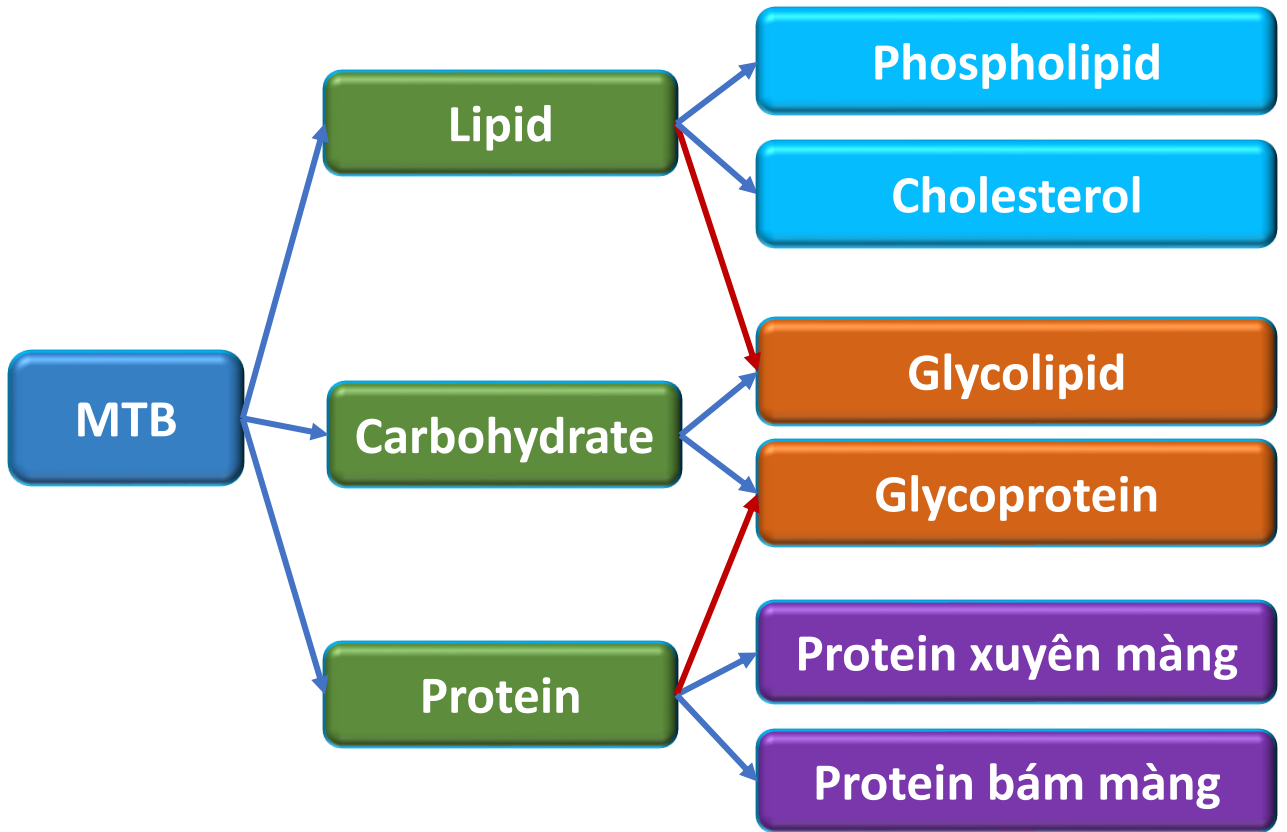 MTB
Lipid
Carbohydrate
Protein
Phospholipid
Cholesterol
Glycolipid
Glycoprotein
Protein xuyên màng
Protein bám màng